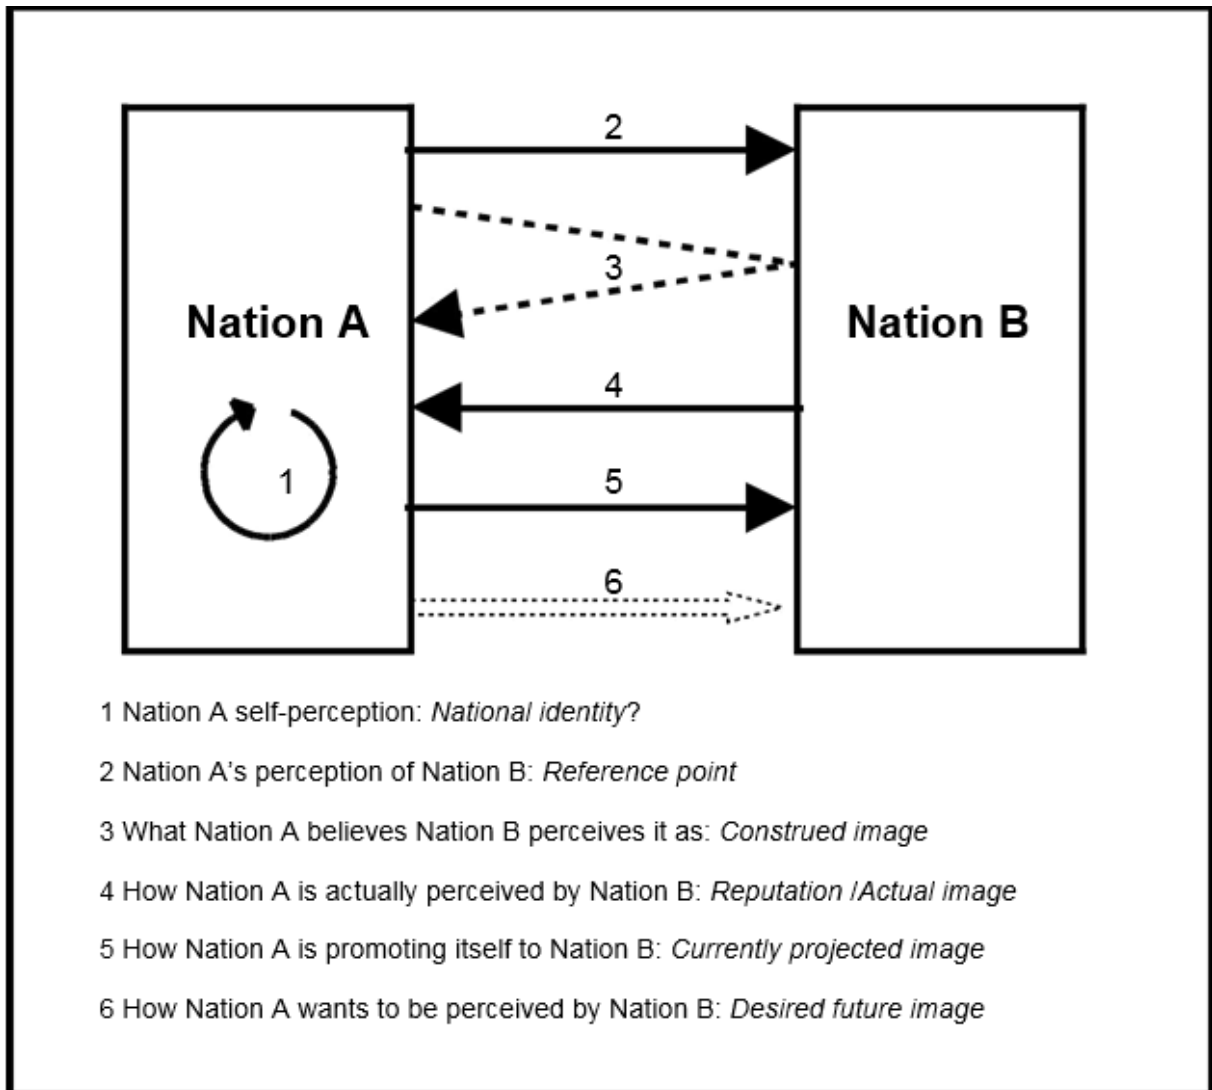 2
3
Nation A
Nation B
4
1
5
6
1 Nation A self-perception: National identity?
2 Nation A's perception of Nation B: Reference point
3 What Nation A believes Nation B perceives it as: Construed image
4 How Nation A is actually perceived by Nation B: Reputation /Actual image
5 How Nation A is promoting itself to Nation B: Currently projected image
6 How Nation A wants to be perceived by Nation B: Desired future image